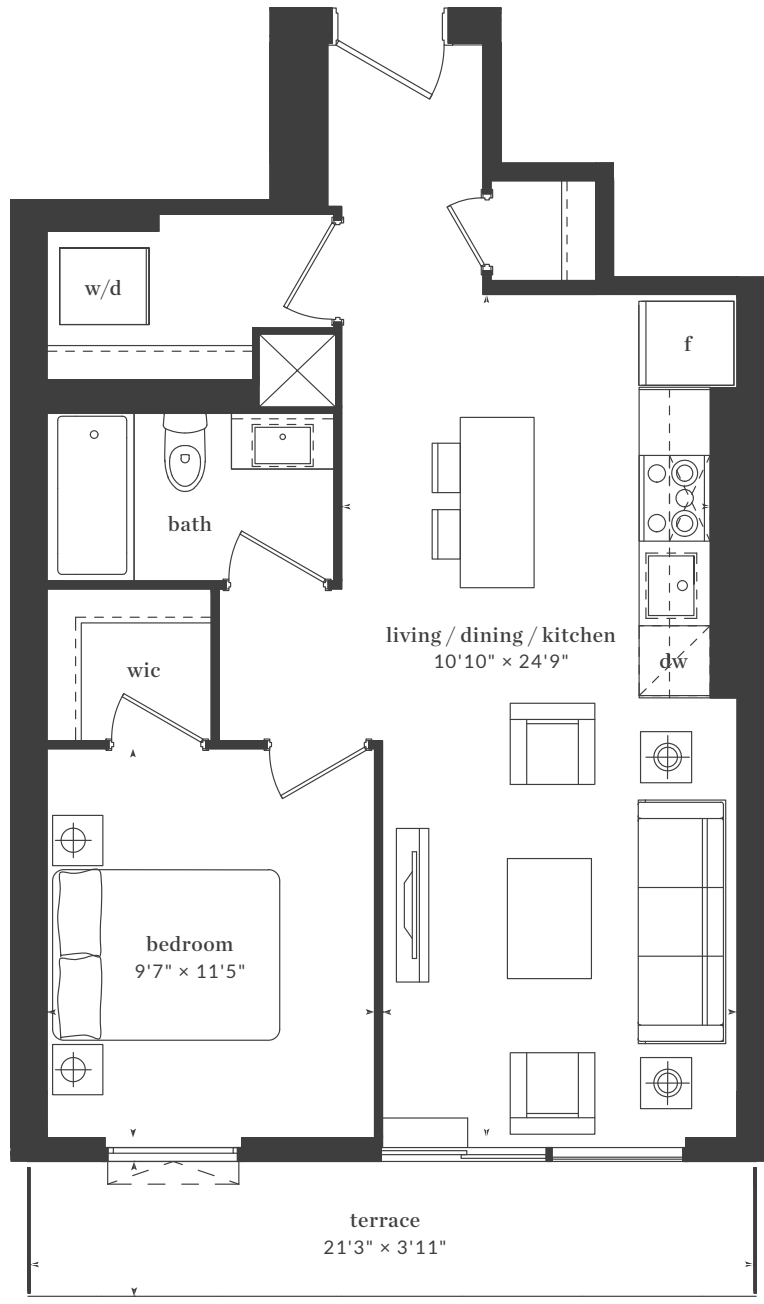 w/d
f
bath
living / dining / kitchen
10'10" × 24'9"
dw
wic
bedroom
9'7" × 11'5"
terrace
21'3" × 3'11"